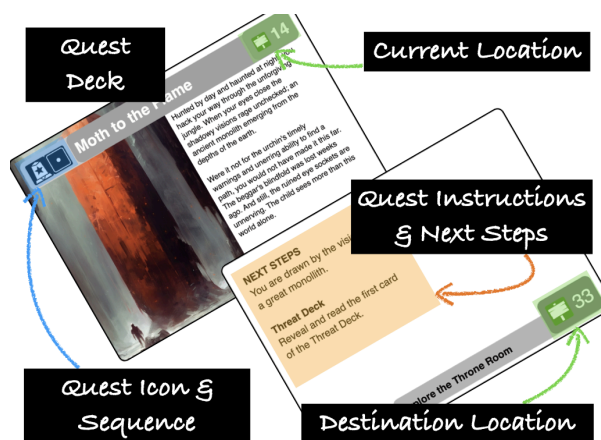 Quest
Deck
14
Current Location
Moth to the Flame
Hunted by day and haunted at night, you
hack your way through the unforgiving
jungle. When your eyes close the
shadowy visions rage unchecked; an
ancient monolith emerging from the
depths of the earth.
Were it not for the urchin's timely
warnings and unerring ability to find a
path, you would not have made it this far.
The beggar's blindfold was lost weeks
ago. And still, the ruined eye sockets are
unnerving. The child sees more than this
world alone.
Quest Instructions
& Next Steps
NEXT STEPS
You are drawn by the
a great monolith.
Threat Deck
Reveal and read the first card
of the Threat Deck.
33
the Throne Room
Quest Icon &
Sequence
Destination Location